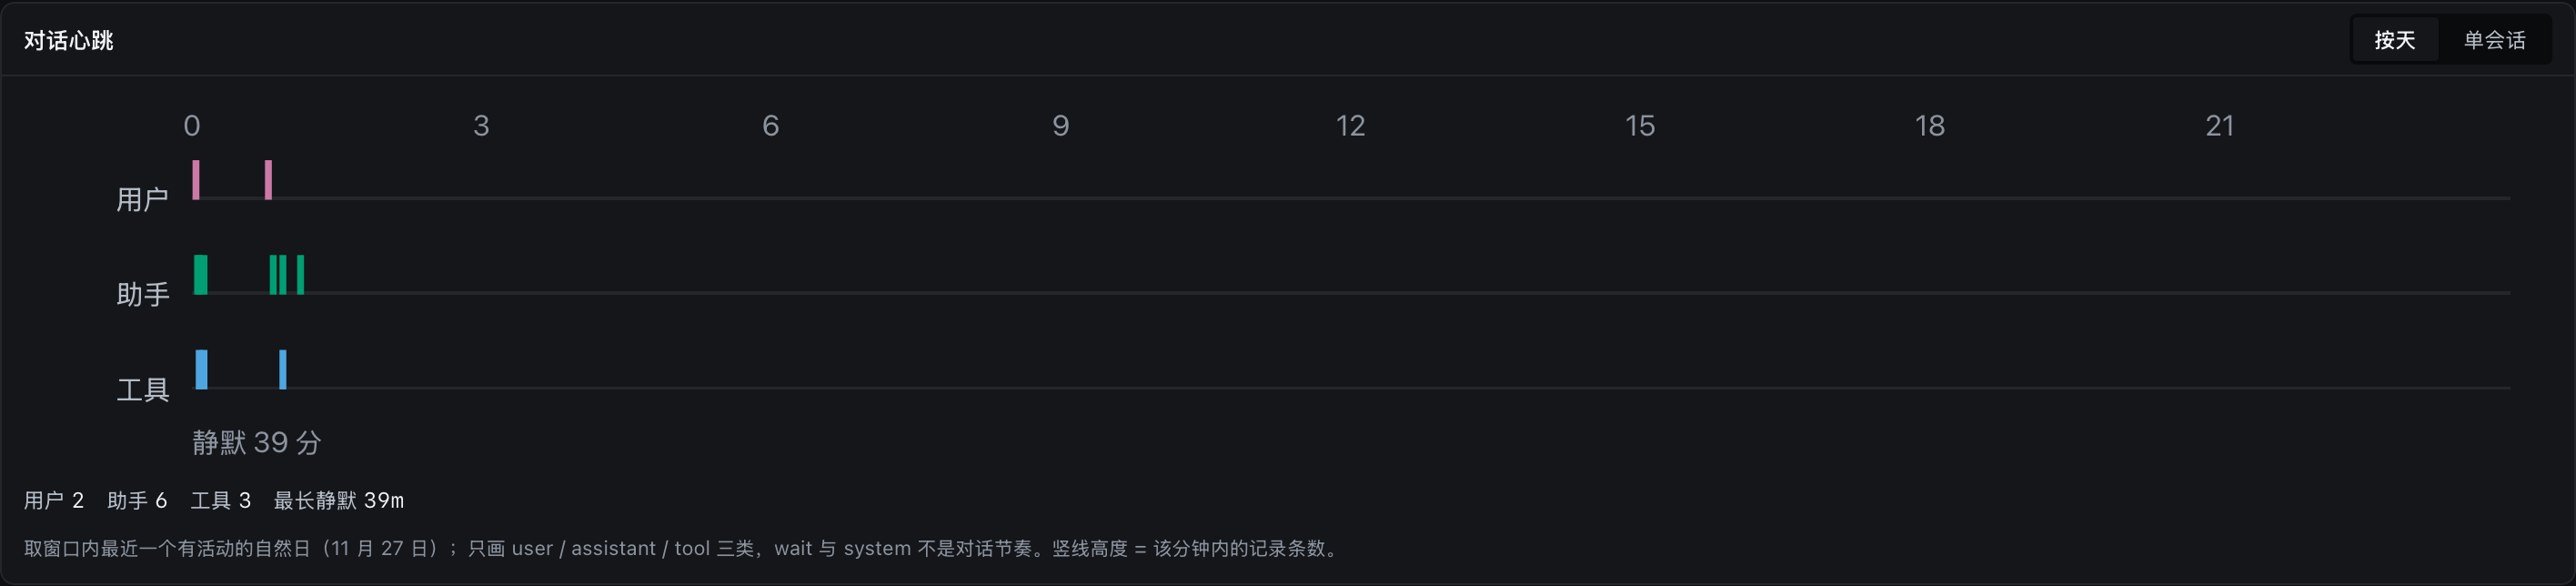 对话心跳 按天 单会话
0 3 6 9 12 15 18 21
用户
助手
工具
静默 39 分
用户 2 助手 6 工具 3 最长静默 39m
取窗口内最近一个有活动的自然日（11 月 27 日）；只画 user / assistant / tool 三类，wait 与 system 不是对话节奏。竖线高度 = 该分钟内的记录条数。